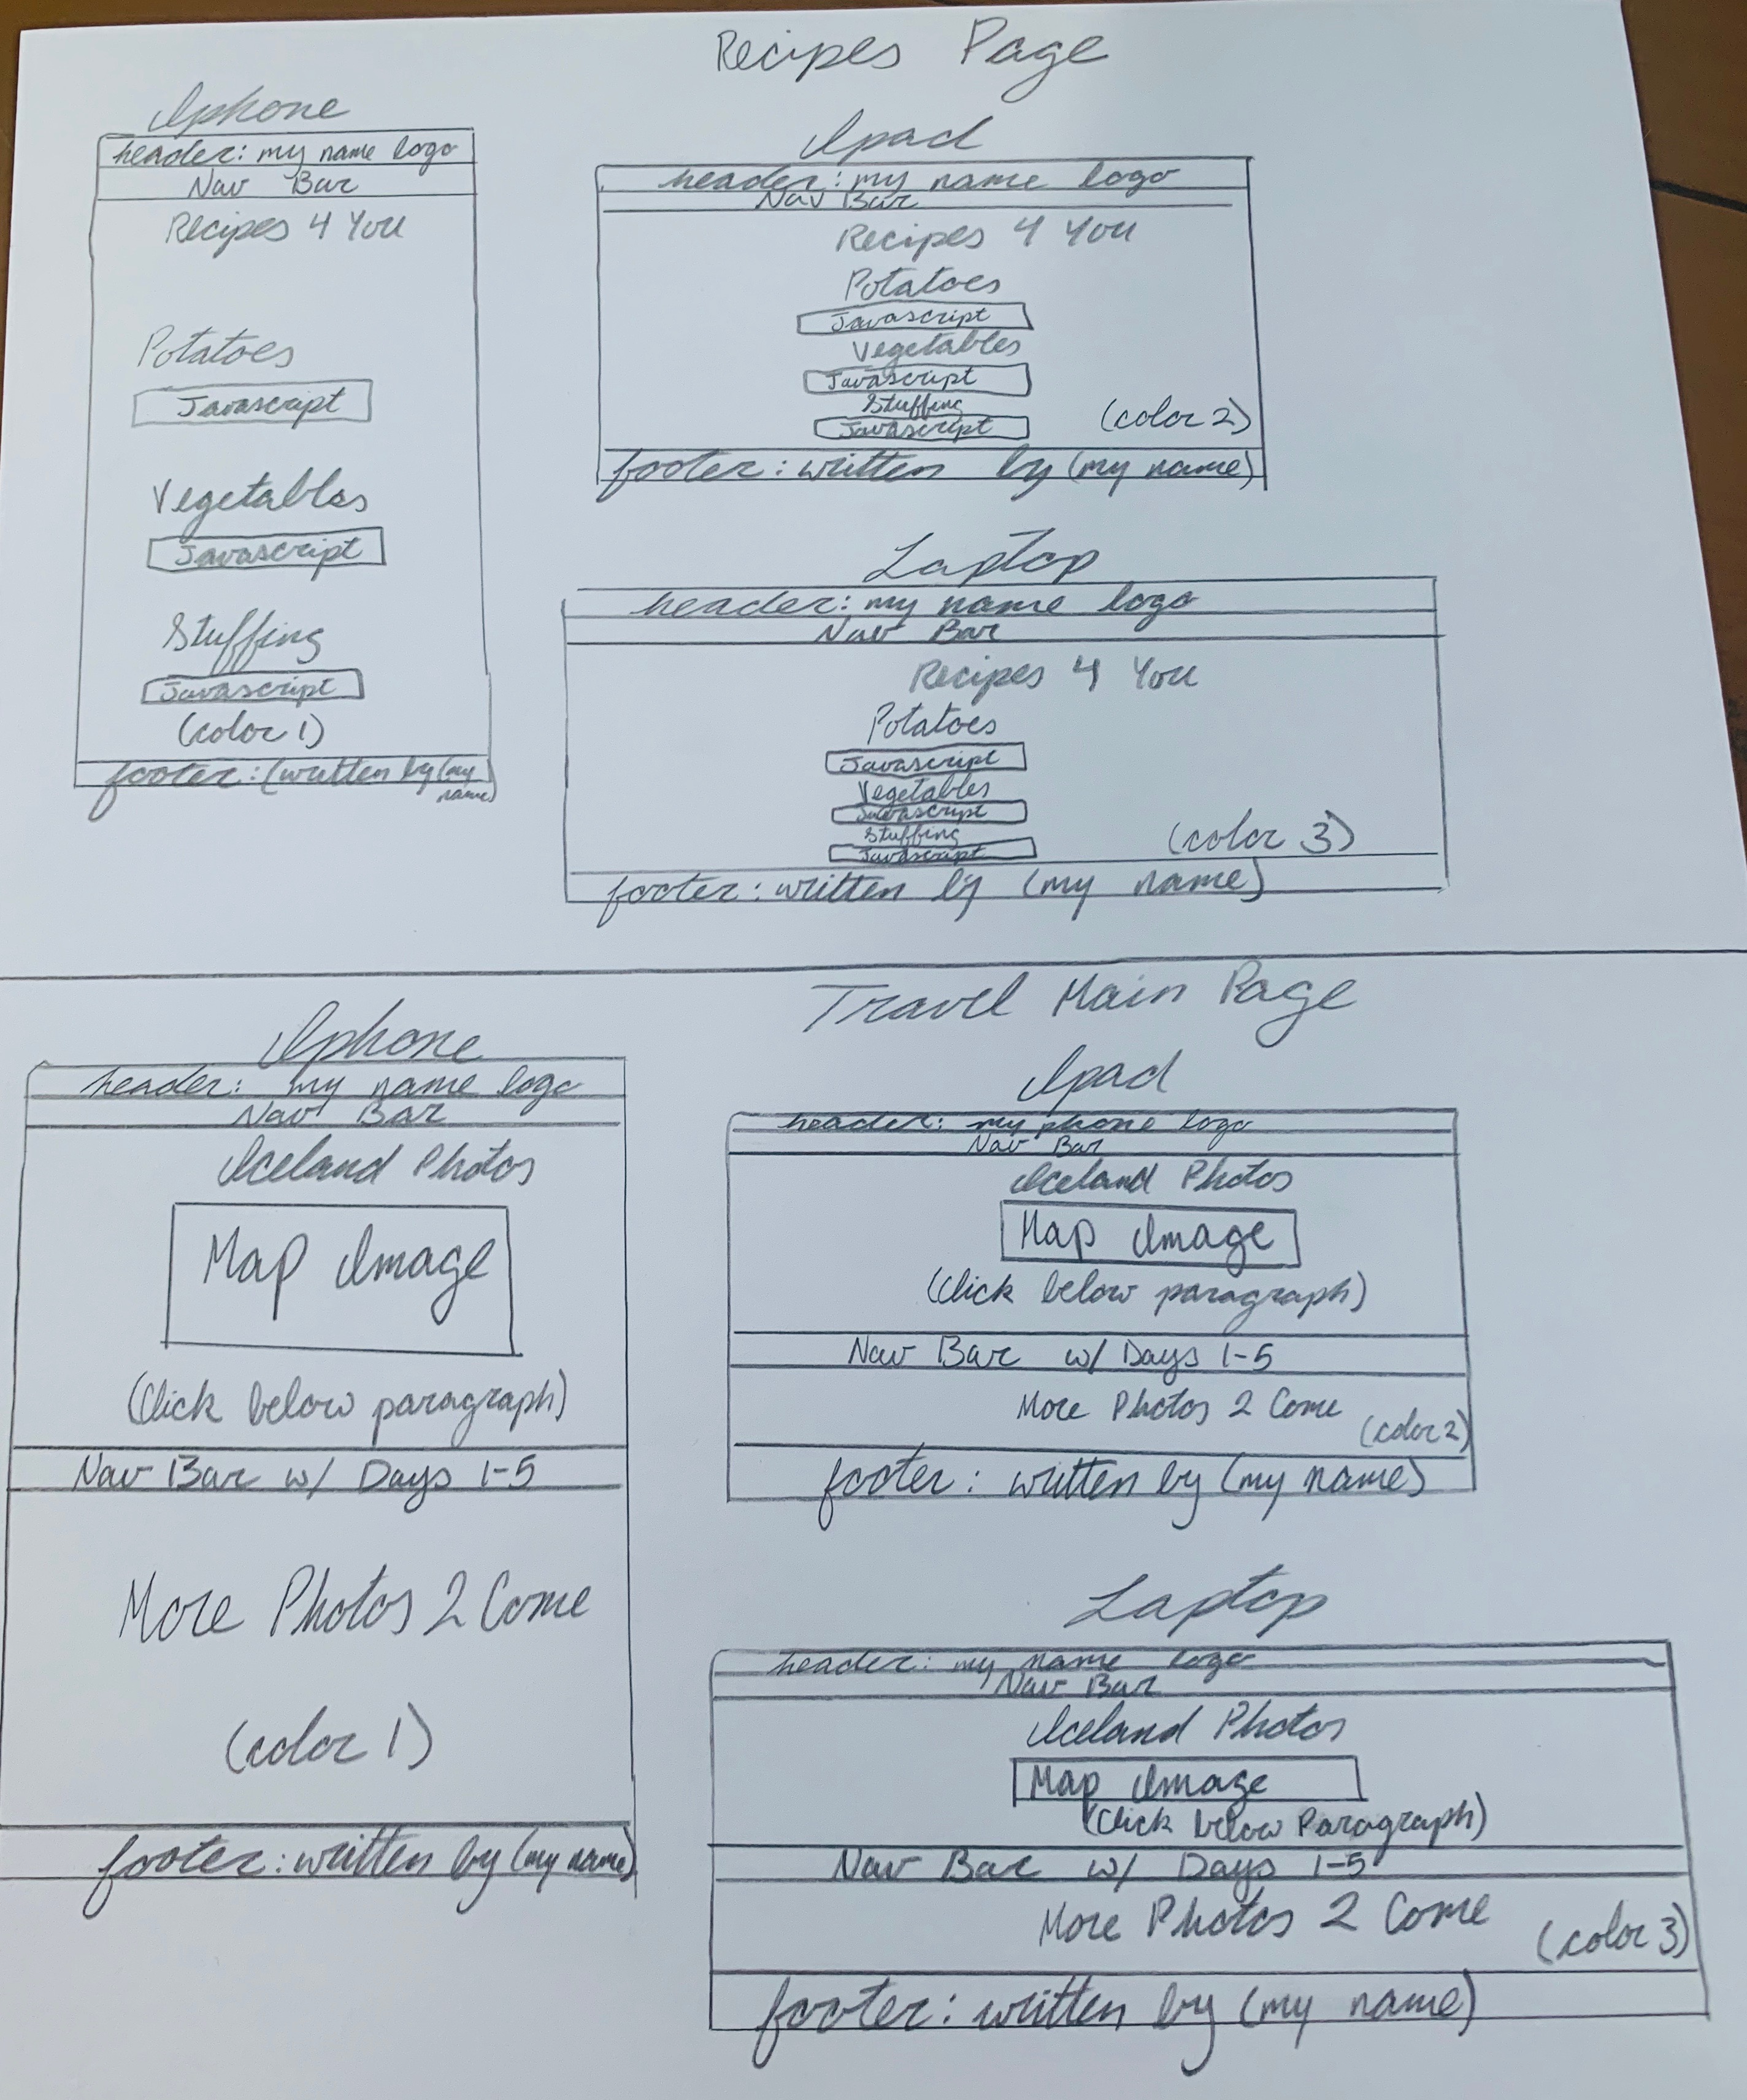 Recipes Page
Iphone
header: my name logo
Nav Bar
Recipes 4 You
Potatoes
Javascript
Vegetables
Javascript
Stuffing
Javascript
(color 1)
footer: (written by (my
name)
Ipad
header: my name logo
Nav Bar
Recipes 4 You
Potatoes
Javascript
Vegetables
Javascript
Stuffing
Javascript
(color 2)
footer: written by (my name)
Laptop
header: my name logo
Nav Bar
Recipes 4 You
Potatoes
Javascript
Vegetables
Javascript
Stuffing
Javascript
(color 3)
footer: written by (my name)
Travel Main Page
Iphone
header: my name logo
Nav Bar
Iceland Photos
Map Image
(Click below paragraph)
Nav Bar w/ Days 1-5
More Photos 2 Come
(color 1)
footer: written by (my name)
Ipad
header: my phone logo
Nav Bar
Iceland Photos
Map Image
(Click below paragraph)
Nav Bar w/ Days 1-5
More Photos 2 Come
(color 2)
footer: written by (my name)
Laptop
header: my name logo
Nav Bar
Iceland Photos
Map Image
(Click below Paragraph)
Nav Bar w/ Days 1-5
More Photos 2 Come
(color 3)
footer: written by (my name)